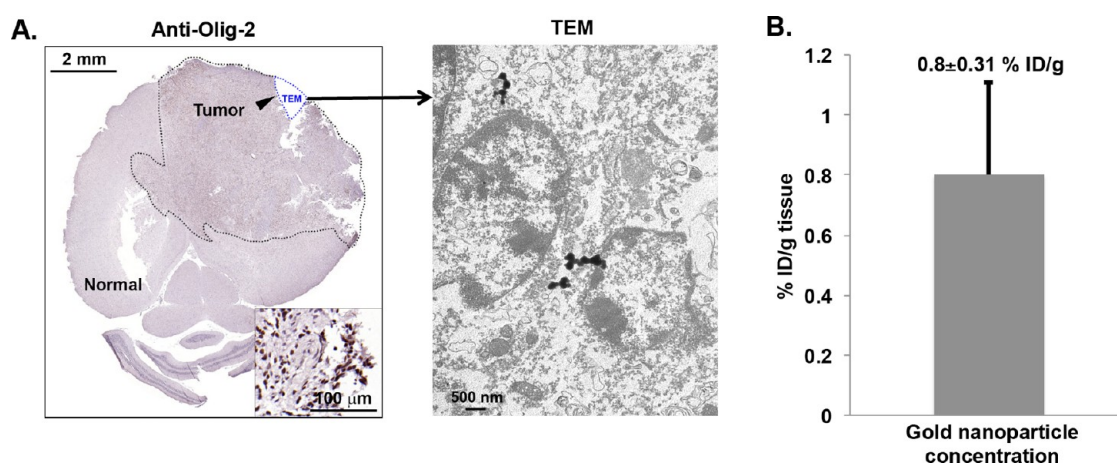 A.
Anti-Olig-2
2 mm
TEM
Tumor
Normal
100 μm
TEM
500 nm
B.
1.2
1
0.8
0.6
0.4
0.2
0
% ID/g tissue
0.8±0.31 % ID/g
Gold nanoparticle
concentration